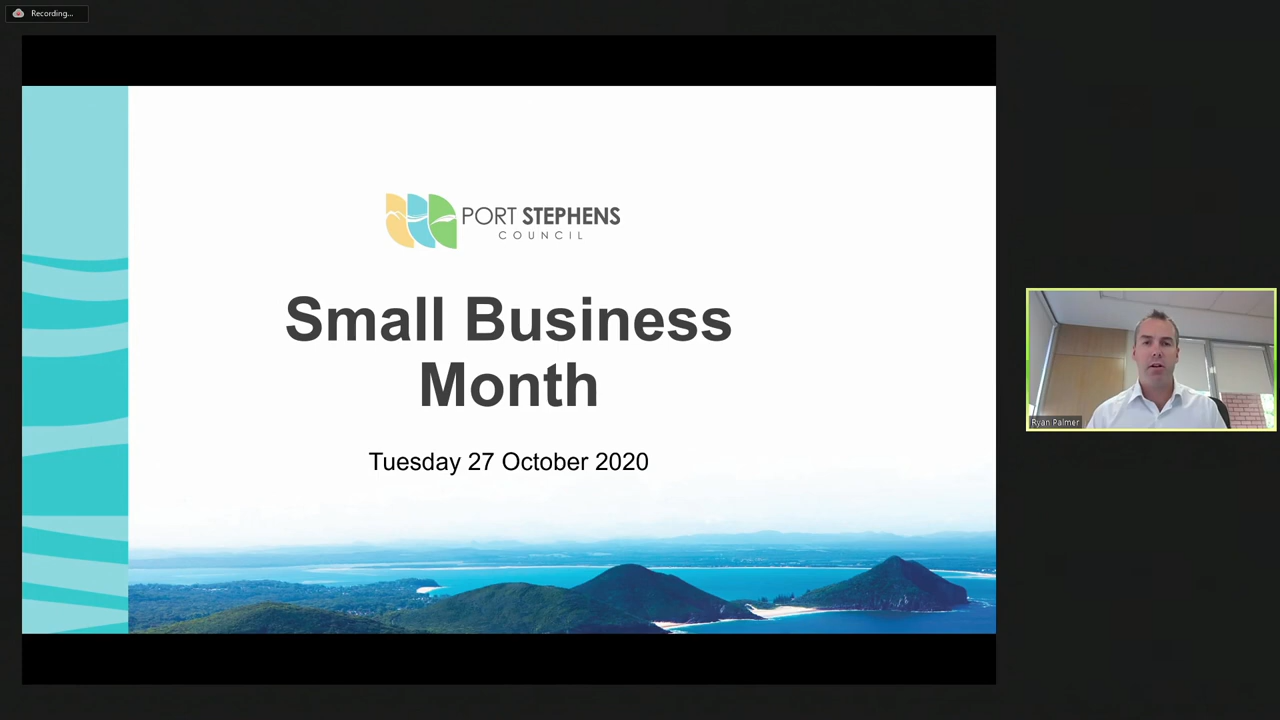 Recording...
PORT STEPHENS
COUNCIL
Small Business
Month
Tuesday 27 October 2020
Ryan Palmer